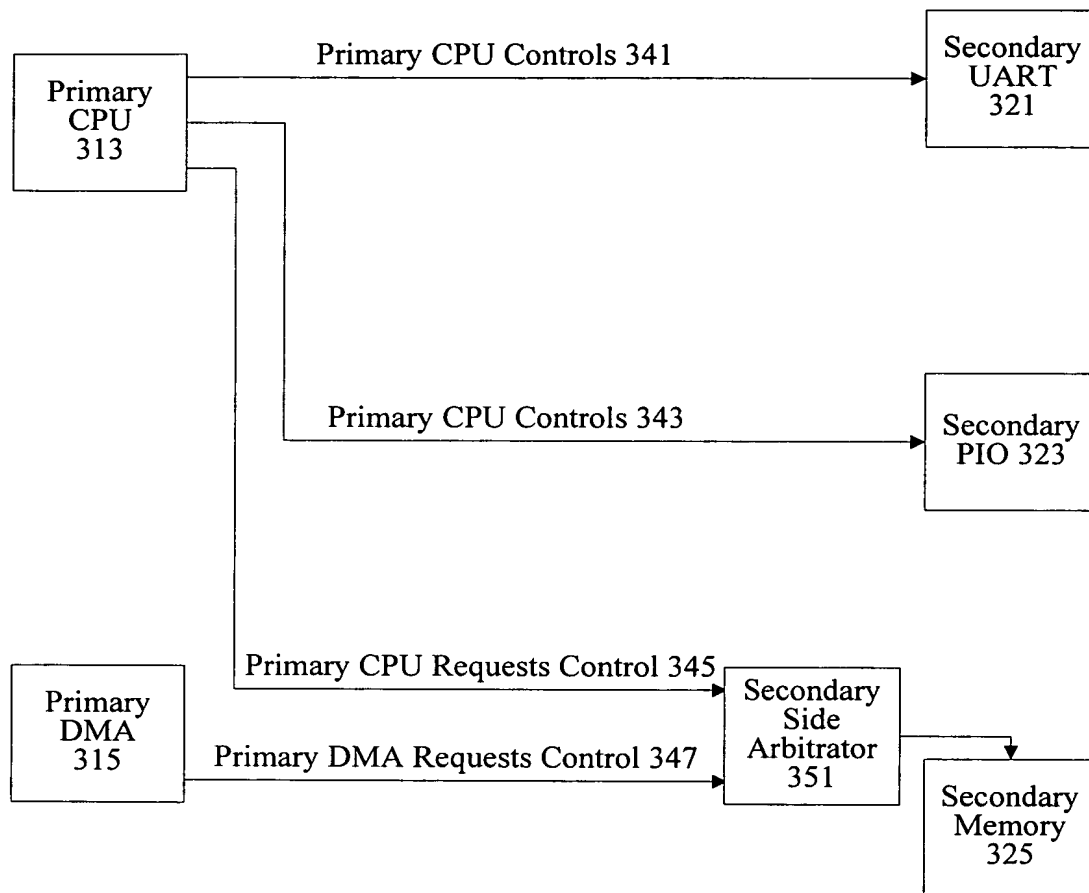 Primary CPU Controls 341
Secondary
UART
321
Primary
CPU
313
Primary CPU Controls 343
Secondary
PIO 323
Primary CPU Requests Control 345
Primary
DMA
315
Primary DMA Requests Control 347
Secondary
Side
Arbitrator
351
Secondary
Memory
325